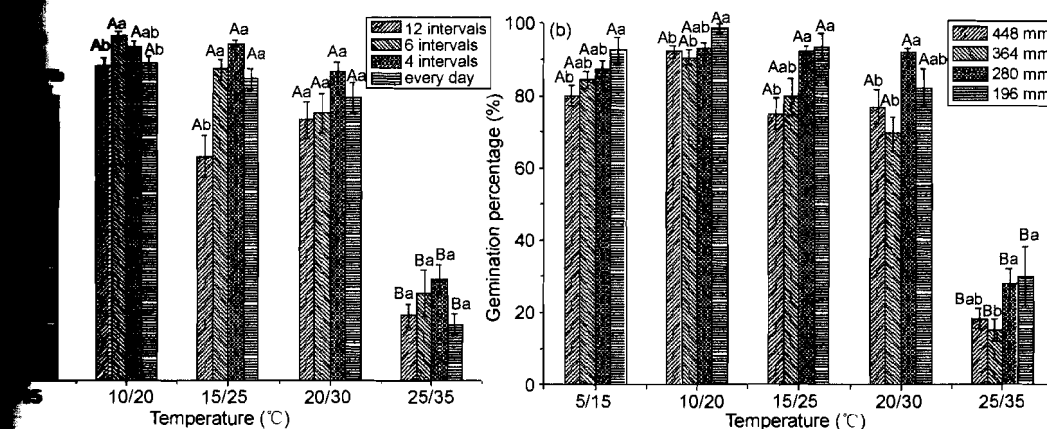 12 intervals
6 intervals
4 intervals
every day
Ab Aa Aab Ab
Ab Aa Aa Aa
Aa Aa Aa Aa
Ba Ba Ba Ba
10/20 15/25 20/30 25/35
Temperature (℃)
(b)
448 mm
364 mm
280 mm
196 mm
Gemination percentage (%)
100
80
60
40
20
0
Ab Aab Aab Aa
Ab Ab Aab Aa
Ab Aab Aa Aa
Ab Ab Aa Aab
Bab Bb Ba Ba
5/15 10/20 15/25 20/30 25/35
Temperature (℃)